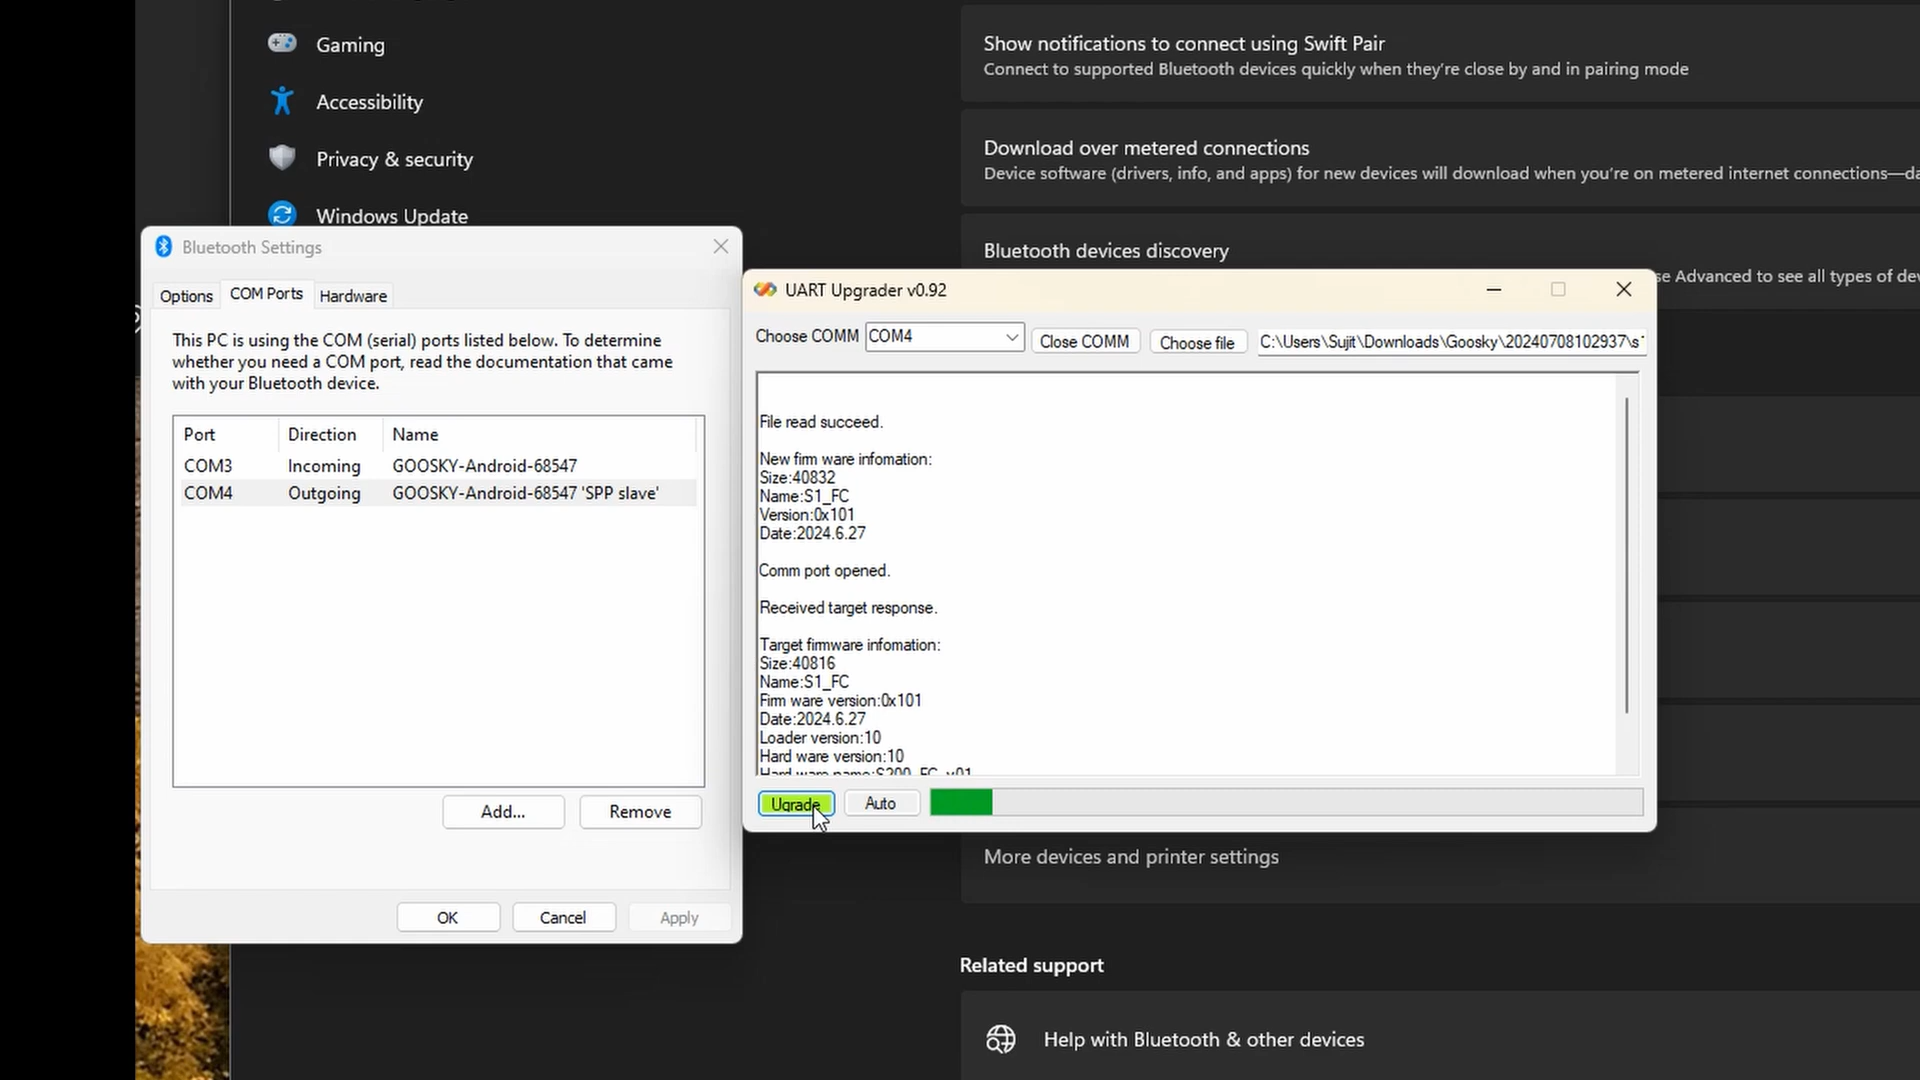 Gaming
Accessibility
Privacy & security
Windows Update
Show notifications to connect using Swift Pair
Connect to supported Bluetooth devices quickly when they're close by and in pairing mode
Download over metered connections
Device software (drivers, info, and apps) for new devices will download when you're on metered internet connections—da
Bluetooth devices discovery
se Advanced to see all types of dev
Bluetooth Settings
Options COM Ports Hardware
This PC is using the COM (serial) ports listed below. To determine
whether you need a COM port, read the documentation that came
with your Bluetooth device.
Port Direction Name
COM3 Incoming GOOSKY-Android-68547
COM4 Outgoing GOOSKY-Android-68547 'SPP slave'
Add... Remove
OK Cancel Apply
UART Upgrader v0.92
Choose COMM COM4 Close COMM Choose file C:\Users\Sujit\Downloads\Goosky\20240708102937\s
File read succeed.
New firm ware infomation:
Size:40832
Name:S1_FC
Version:0x101
Date:2024.6.27
Comm port opened.
Received target response.
Target firmware infomation:
Size:40816
Name:S1_FC
Firm ware version:0x101
Date:2024.6.27
Loader version:10
Hard ware version:10
Hard ware name:S200_FC_v01
Ugrade Auto
More devices and printer settings
Related support
Help with Bluetooth & other devices